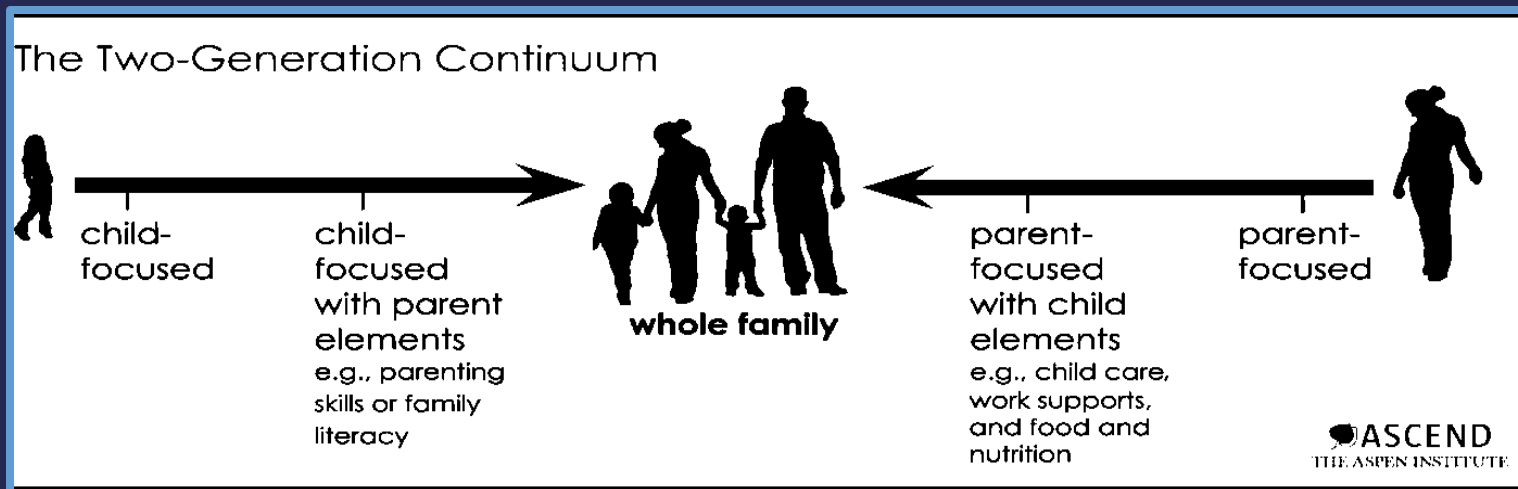 The Two-Generation Continuum
child-
focused
child-
focused
with parent
elements
e.g., parenting
skills or family
literacy
whole family
parent-
focused
with child
elements
e.g., child care,
work supports,
and food and
nutrition
parent-
focused
ASCEND
THE ASPEN INSTITUTE